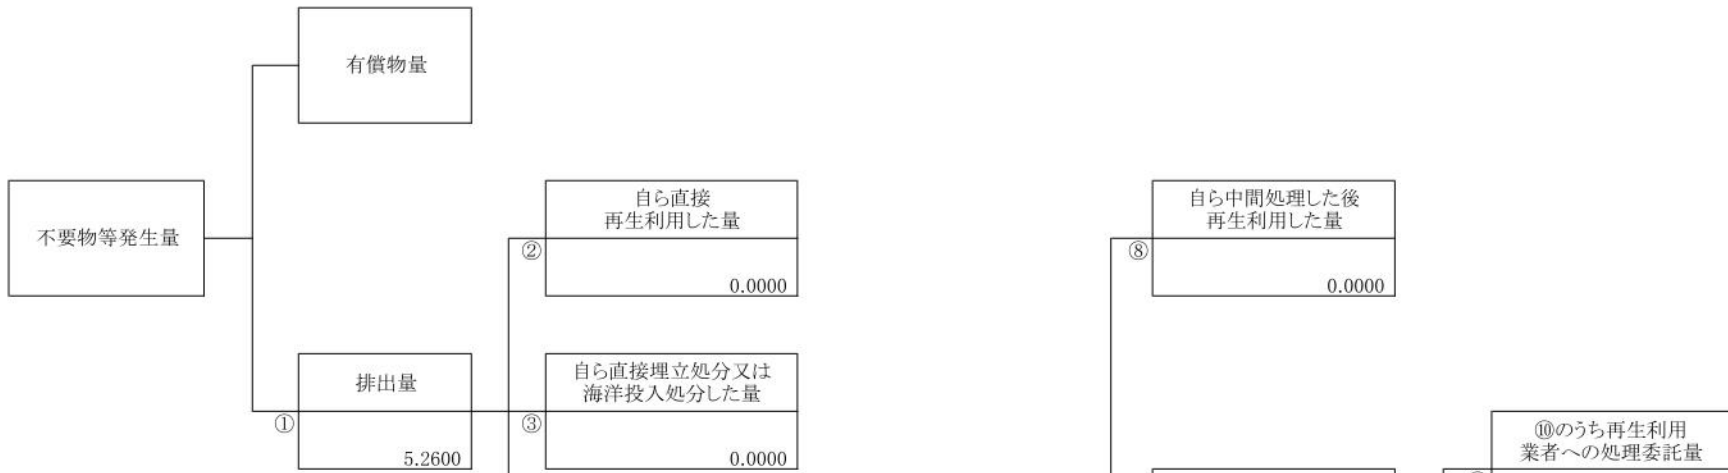 有償物量
不要物等発生量
自ら直接
再生利用した量
②
0.0000
自ら中間処理した後
再生利用した量
⑧
0.0000
排出量
①
5.2600
自ら直接埋立処分又は
海洋投入処分した量
③
0.0000
⑩のうち再生利用
業者への処理委託量